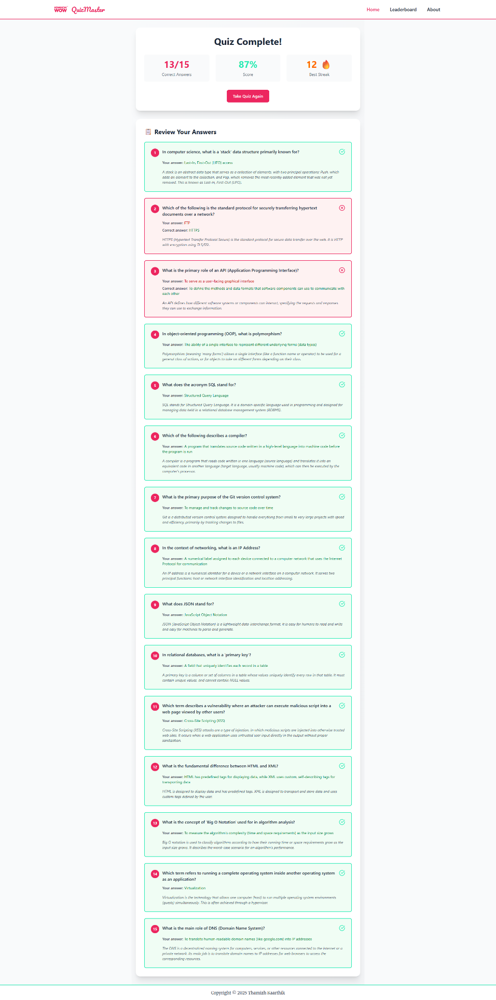 KONNICHI
WOW
QuizMaster
Home
Leaderboard
About
Quiz Complete!
13/15
Correct Answers
87%
Score
12 🔥
Best Streak
Take Quiz Again
📋 Review Your Answers
1
In computer science, what is a 'stack' data structure primarily known for?
Your answer: Last-In, First-Out (LIFO) access
A stack is an abstract data type that serves as a collection of elements, with two principal operations: Push, which
adds an element to the collection, and Pop, which removes the most recently added element that was not yet
removed. This is known as Last-In, First-Out (LIFO).
2
Which of the following is the standard protocol for securely transferring hypertext
documents over a network?
Your answer: FTP
Correct answer: HTTPS
HTTPS (Hypertext Transfer Protocol Secure) is the standard protocol for secure data transfer over the web. It is HTTP
with encryption using TLS/SSL.
3
What is the primary role of an API (Application Programming Interface)?
Your answer: To serve as a user-facing graphical interface
Correct answer: To define the methods and data formats that software components can use to communicate with
each other
An API defines how different software systems or components can interact, specifying the requests and responses
they can use to exchange information.
4
In object-oriented programming (OOP), what is polymorphism?
Your answer: The ability of a single interface to represent different underlying forms (data types)
Polymorphism (meaning 'many forms') allows a single interface (like a function name or operator) to be used for a
general class of actions, or for objects to take on different forms depending on their class.
5
What does the acronym SQL stand for?
Your answer: Structured Query Language
SQL stands for Structured Query Language. It is a domain-specific language used in programming and designed for
managing data held in a relational database management system (RDBMS).
6
Which of the following describes a compiler?
Your answer: A program that translates source code written in a high-level language into machine code before
the program is run
A compiler is a program that reads code written in one language (source language) and translates it into an
equivalent code in another language (target language, usually machine code), which can then be executed by the
computer's processor.
7
What is the primary purpose of the Git version control system?
Your answer: To manage and track changes to source code over time
Git is a distributed version control system designed to handle everything from small to very large projects with speed
and efficiency, primarily by tracking changes to files.
8
In the context of networking, what is an IP Address?
Your answer: A numerical label assigned to each device connected to a computer network that uses the Internet
Protocol for communication
An IP address is a numerical identifier for a device or a network interface on a computer network. It serves two
principal functions: host or network interface identification and location addressing.
9
What does JSON stand for?
Your answer: JavaScript Object Notation
JSON (JavaScript Object Notation) is a lightweight data-interchange format. It is easy for humans to read and write
and easy for machines to parse and generate.
10
In relational databases, what is a 'primary key'?
Your answer: A field that uniquely identifies each record in a table
A primary key is a column or set of columns in a table whose values uniquely identify every row in that table. It must
contain unique values, and cannot contain NULL values.
11
Which term describes a vulnerability where an attacker can execute malicious script into a
web page viewed by other users?
Your answer: Cross-Site Scripting (XSS)
Cross-Site Scripting (XSS) attacks are a type of injection, in which malicious scripts are injected into otherwise trusted
web sites. It occurs when a web application uses untrusted user input directly in the output without proper
sanitization.
12
What is the fundamental difference between HTML and XML?
Your answer: HTML has predefined tags for displaying data, while XML uses custom, self-describing tags for
transporting data
HTML is designed to display data and has predefined tags. XML is designed to transport and store data and uses
custom tags defined by the user.
13
What is the concept of 'Big O Notation' used for in algorithm analysis?
Your answer: To measure the algorithm's complexity (time and space requirements) as the input size grows
Big O notation is used to classify algorithms according to how their running time or space requirements grow as the
input size grows. It describes the worst-case scenario for an algorithm's performance.
14
Which term refers to running a complete operating system inside another operating system
as an application?
Your answer: Virtualization
Virtualization is the technology that allows one computer (host) to run multiple operating system environments
(guests) simultaneously. This is often achieved through a hypervisor.
15
What is the main role of DNS (Domain Name System)?
Your answer: To translate human-readable domain names (like google.com) into IP addresses
The DNS is a decentralized naming system for computers, services, or other resources connected to the internet or a
private network. Its main job is to translate domain names to IP addresses for web browsers to access the
corresponding resources.
Copyright © 2025 Thamizh Kaarthik